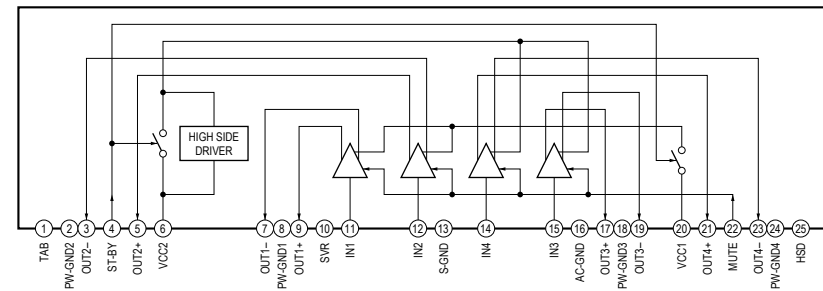 HIGH SIDE
DRIVER
1
2
3
4
5
6
7
8
9
10
11
12
13
14
15
16
17
18
19
20
21
22
23
24
25
TAB
PW-GND2
OUT2–
ST-BY
OUT2+
VCC2
OUT1–
PW-GND1
OUT1+
SVR
IN1
IN2
S-GND
IN4
IN3
AC-GND
OUT3+
PW-GND3
OUT3–
VCC1
OUT4+
MUTE
OUT4–
PW-GND4
HSD